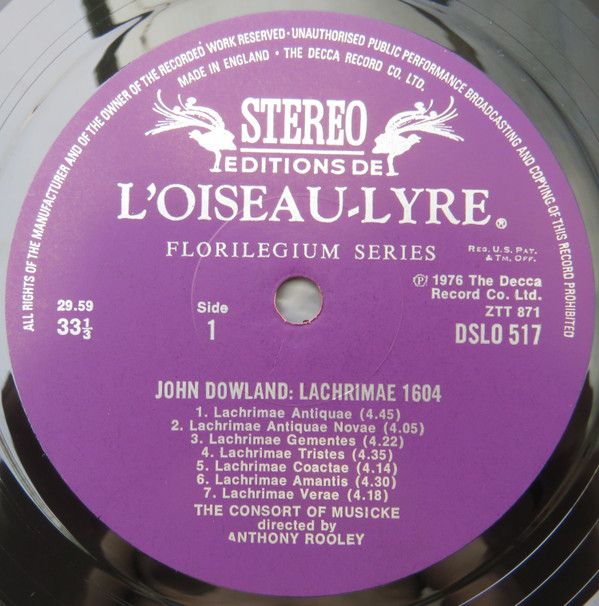 ALL RIGHTS OF THE MANUFACTURER AND OF THE OWNER OF THE RECORDED WORK RESERVED · UNAUTHORISED PUBLIC PERFORMANCE BROADCASTING AND COPYING OF THIS RECORD PROHIBITED
MADE IN ENGLAND · THE DECCA RECORD CO. LTD.
STEREO
EDITIONS DE
L'OISEAU-LYRE®
FLORILEGIUM SERIES
REG. U.S. PAT.
& TM. OFF.
29.59
33⅓
Side
1
℗ 1976 The Decca
Record Co. Ltd.
ZTT 871
DSLO 517
JOHN DOWLAND: LACHRIMAE 1604
1. Lachrimae Antiquae (4.45)
2. Lachrimae Antiquae Novae (4.05)
3. Lachrimae Gementes (4.22)
4. Lachrimae Tristes (4.35)
5. Lachrimae Coactae (4.14)
6. Lachrimae Amantis (4.30)
7. Lachrimae Verae (4.18)
THE CONSORT OF MUSICKE
directed by
ANTHONY ROOLEY